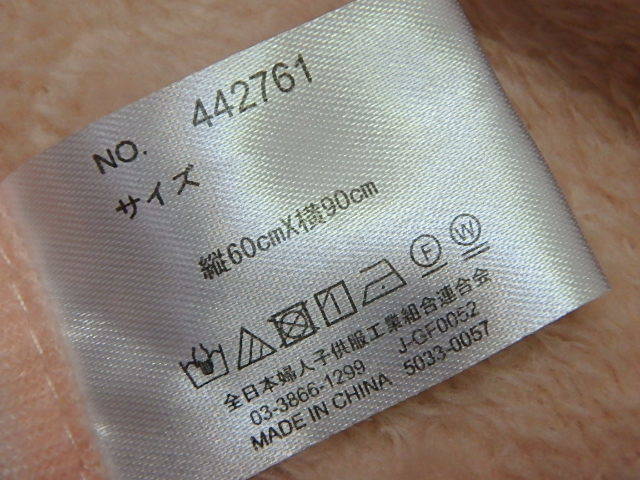 NO. 442761
サイズ
縦60cmX横90cm
F W
全日本婦人子供服工業組合連合会
03-3866-1299 J-GF0052
MADE IN CHINA 5033-0057